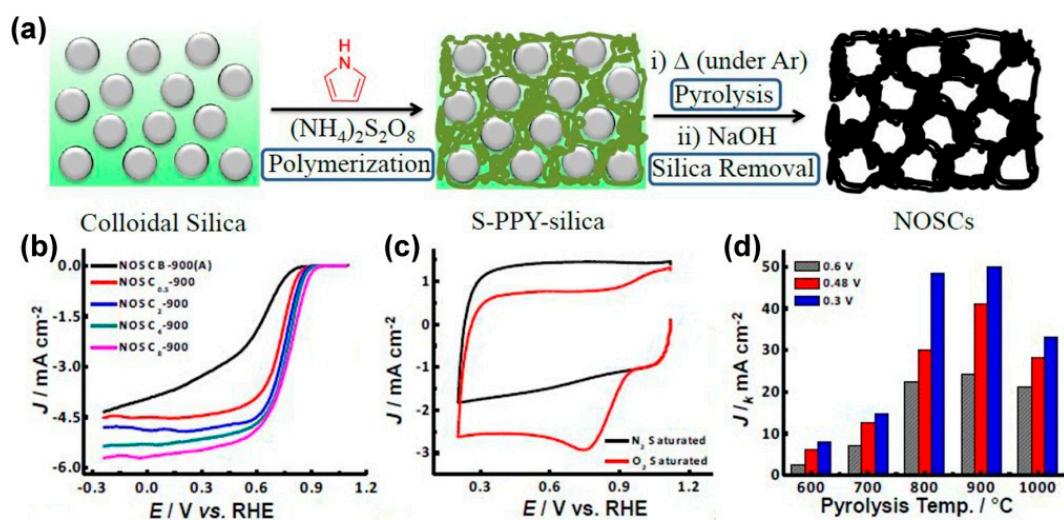 (a)
H
N
(NH₄)₂S₂O₈
Polymerization
i) Δ (under Ar)
Pyrolysis
ii) NaOH
Silica Removal
Colloidal Silica
S-PPY-silica
NOSCs
(b)
0.0
-1.5
-3.0
-4.5
-6.0
J / mA cm⁻²
NOSCB-900(A)
NOSC₀.₅-900
NOSC₂-900
NOSC₄-900
NOSC₈-900
-0.3 0.0 0.3 0.6 0.9 1.2
E / V vs. RHE
(c)
1
0
-1
-2
-3
J / mA cm⁻²
N₂ Saturated
O₂ Saturated
0.3 0.6 0.9 1.2
E / V vs. RHE
(d)
50
40
30
20
10
0
J /ₖ mA cm⁻²
0.6 V
0.48 V
0.3 V
600 700 800 900 1000
Pyrolysis Temp. / °C